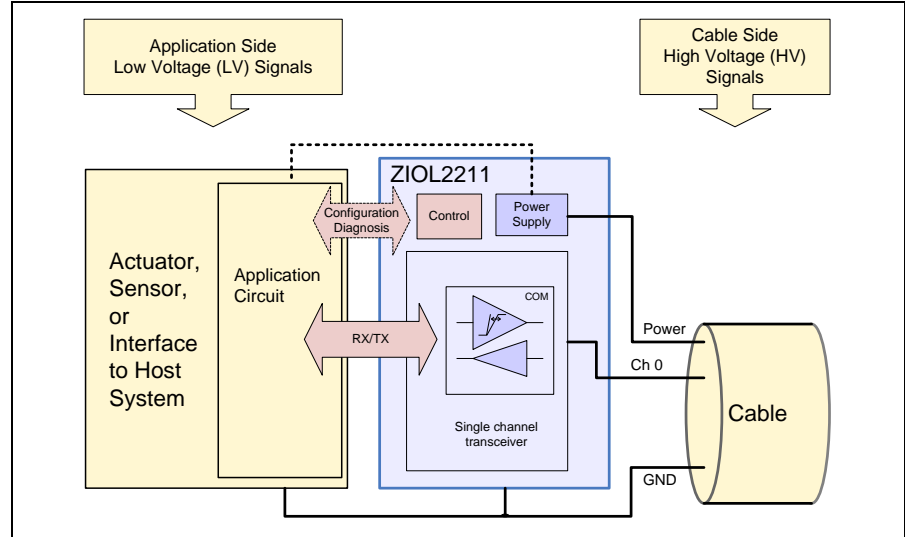 Application Side
Low Voltage (LV) Signals
Cable Side
High Voltage (HV)
Signals
ZIOL2211
Configuration
Diagnosis
Control
Power
Supply
Actuator,
Sensor,
or
Interface
to Host
System
Application
Circuit
COM
RX/TX
Single channel
transceiver
Power
Ch 0
GND
Cable